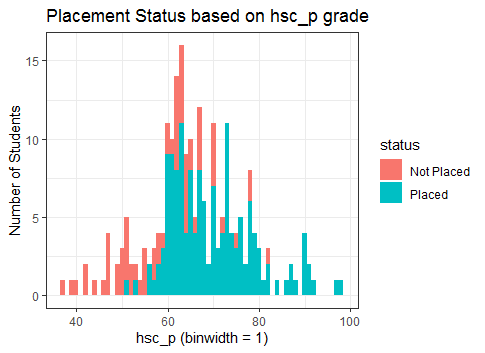 Placement Status based on hsc_p grade
15
10
5
0
Number of Students
40 60 80 100
hsc_p (binwidth = 1)
status
Not Placed
Placed